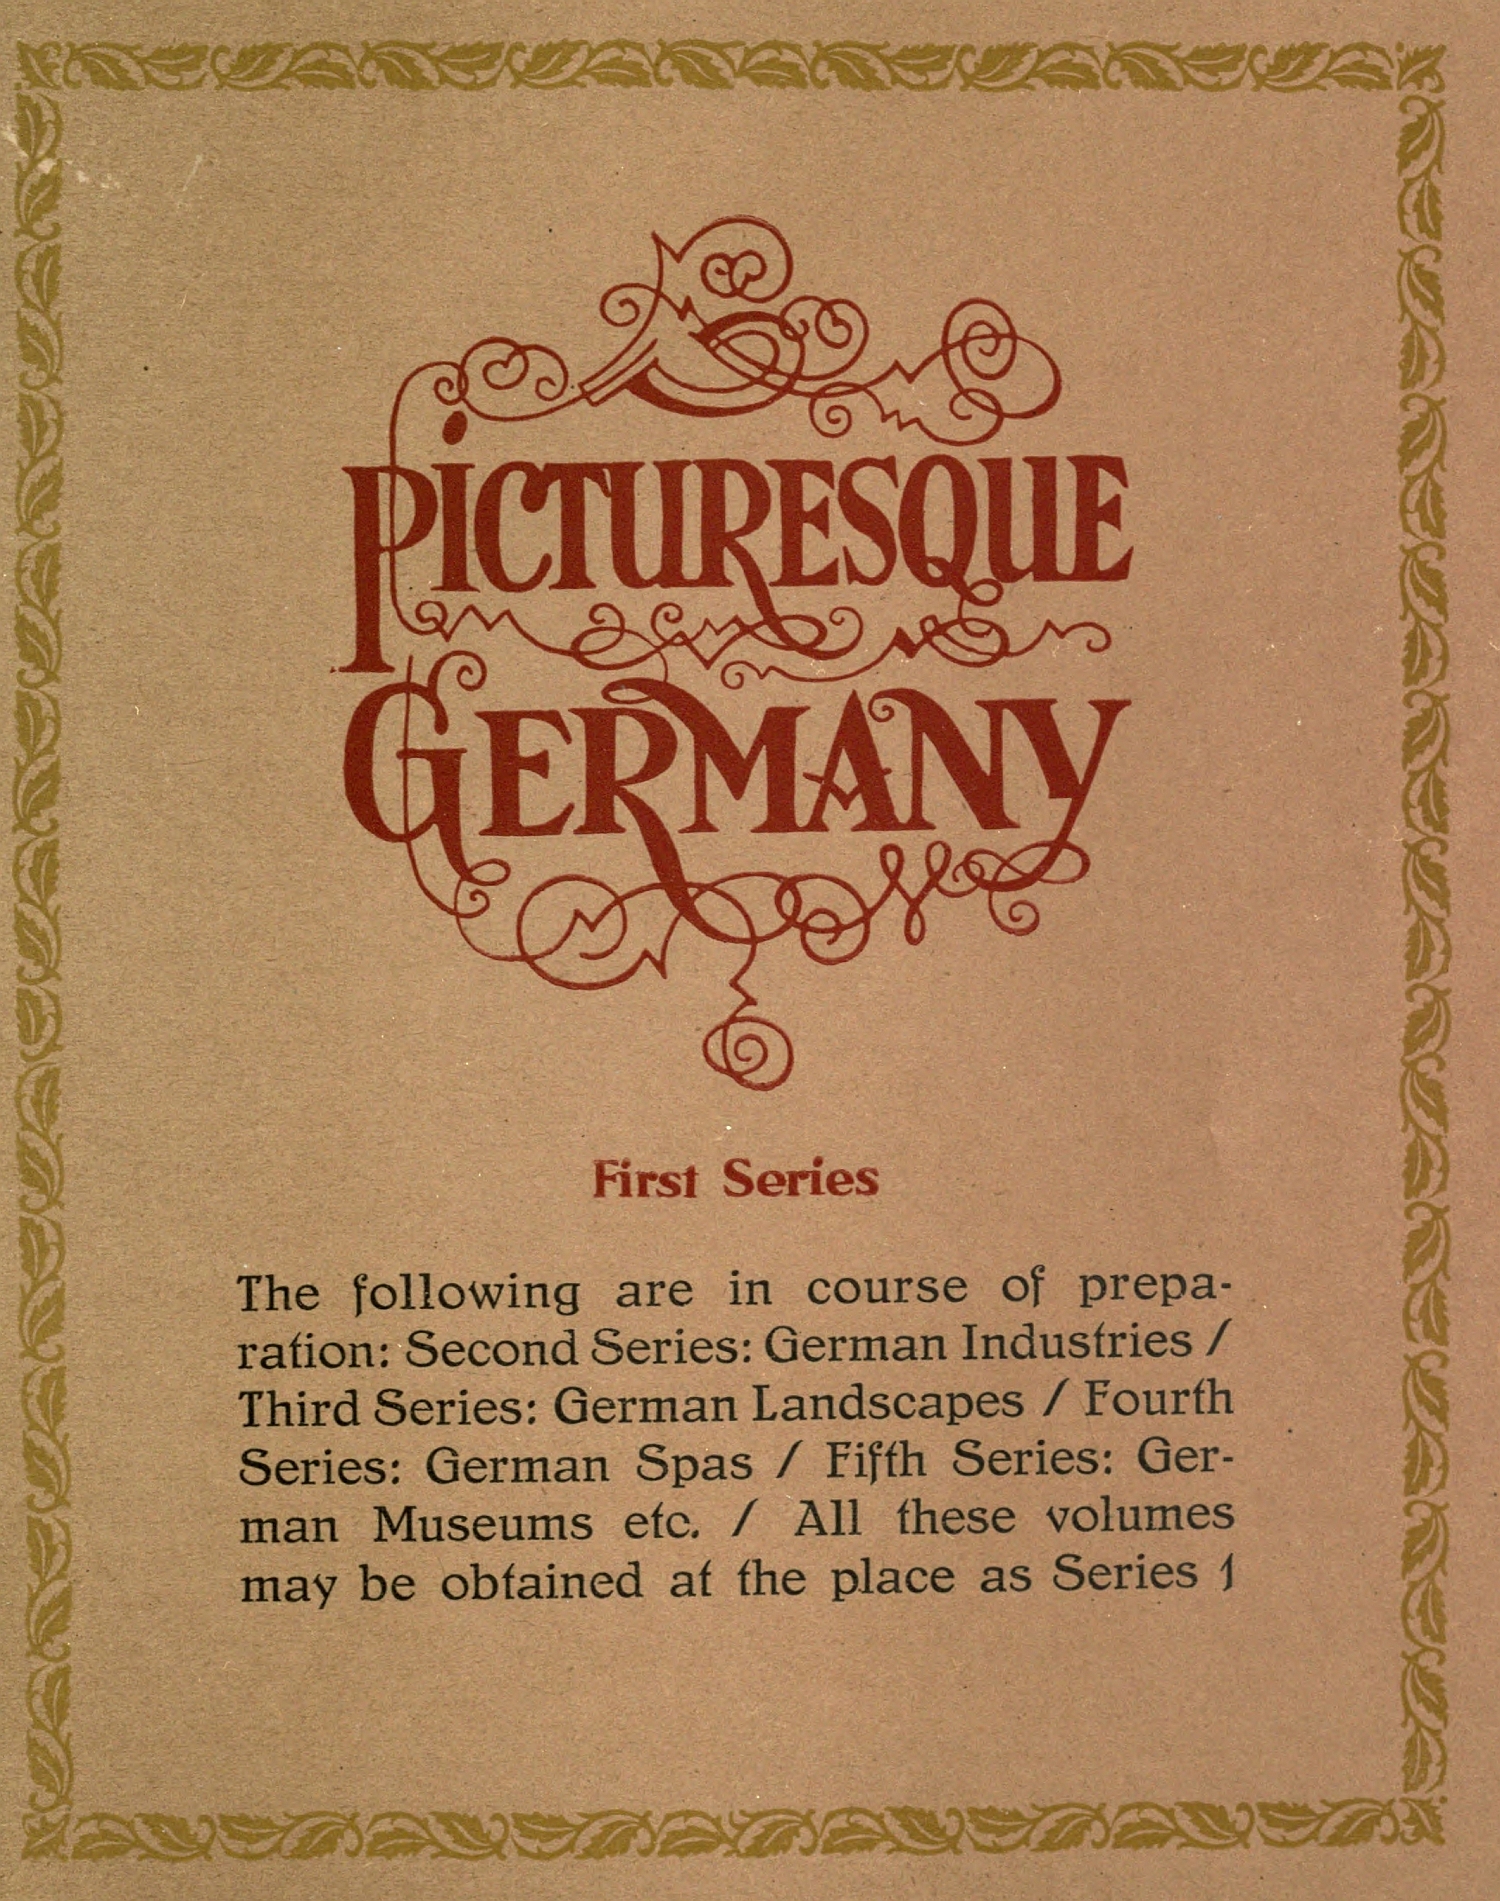 PICTURESQUE
GERMANY
First Series
The following are in course of prepa-
ration: Second Series: German Industries /
Third Series: German Landscapes / Fourth
Series: German Spas / Fifth Series: Ger-
man Museums etc. / All these volumes
may be obtained at the place as Series 1